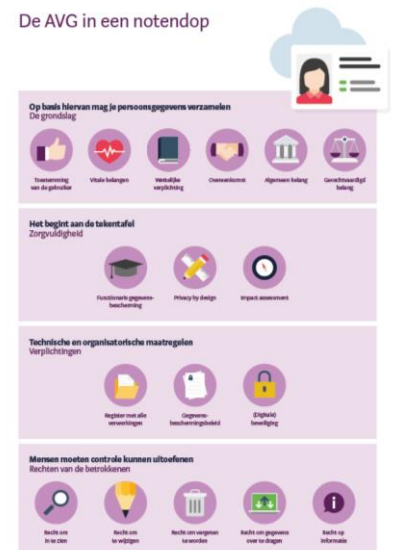 De AVG in een notendop
Op basis hiervan mag je persoonsgegevens verzamelen
De grondslag
Toestemming
van de gebruiker
Vitale belangen
Wettelijke
verplichting
Overeenkomst
Algemeen belang
Gerechtvaardigd
belang
Het begint aan de tekentafel
Zorgvuldigheid
Functionaris gegevens-
bescherming
Privacy by design
Impact assessment
Technische en organisatorische maatregelen
Verplichtingen
Register met alle
verwerkingen
Gegevens-
beschermingsbeleid
(Digitale)
beveiliging
Mensen moeten controle kunnen uitoefenen
Rechten van de betrokkenen
Recht om
in te zien
Recht om
te wijzigen
Recht om vergeten
te worden
Recht om gegevens
over te dragen
Recht op
informatie